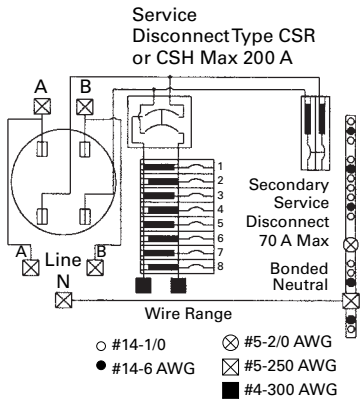 Service
Disconnect Type CSR
or CSH Max 200 A
A
B
1
2
3
4
5
6
7
8
Secondary
Service
Disconnect
70 A Max
A
Line
B
N
Bonded
Neutral
Wire Range
#14-1/0
#5-2/0 AWG
#14-6 AWG
#5-250 AWG
#4-300 AWG